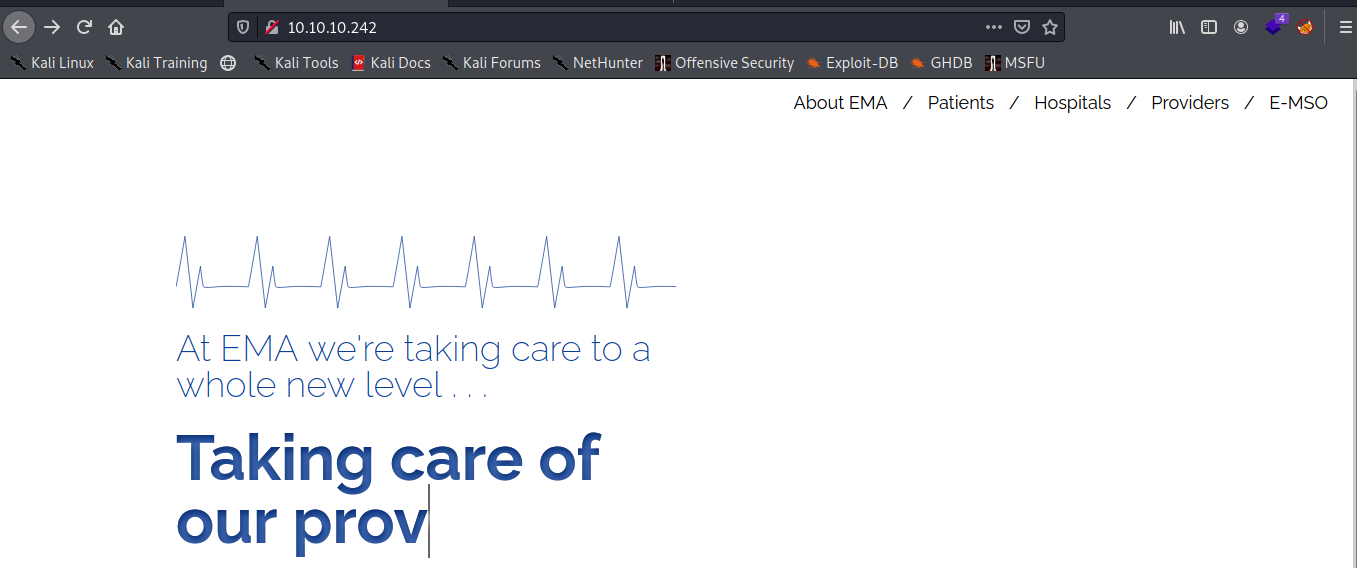 10.10.10.242
4
Kali Linux Kali Training Kali Tools Kali Docs Kali Forums NetHunter Offensive Security Exploit-DB GHDB MSFU
About EMA / Patients / Hospitals / Providers / E-MSO
At EMA we're taking care to a
whole new level . . .
Taking care of
our prov